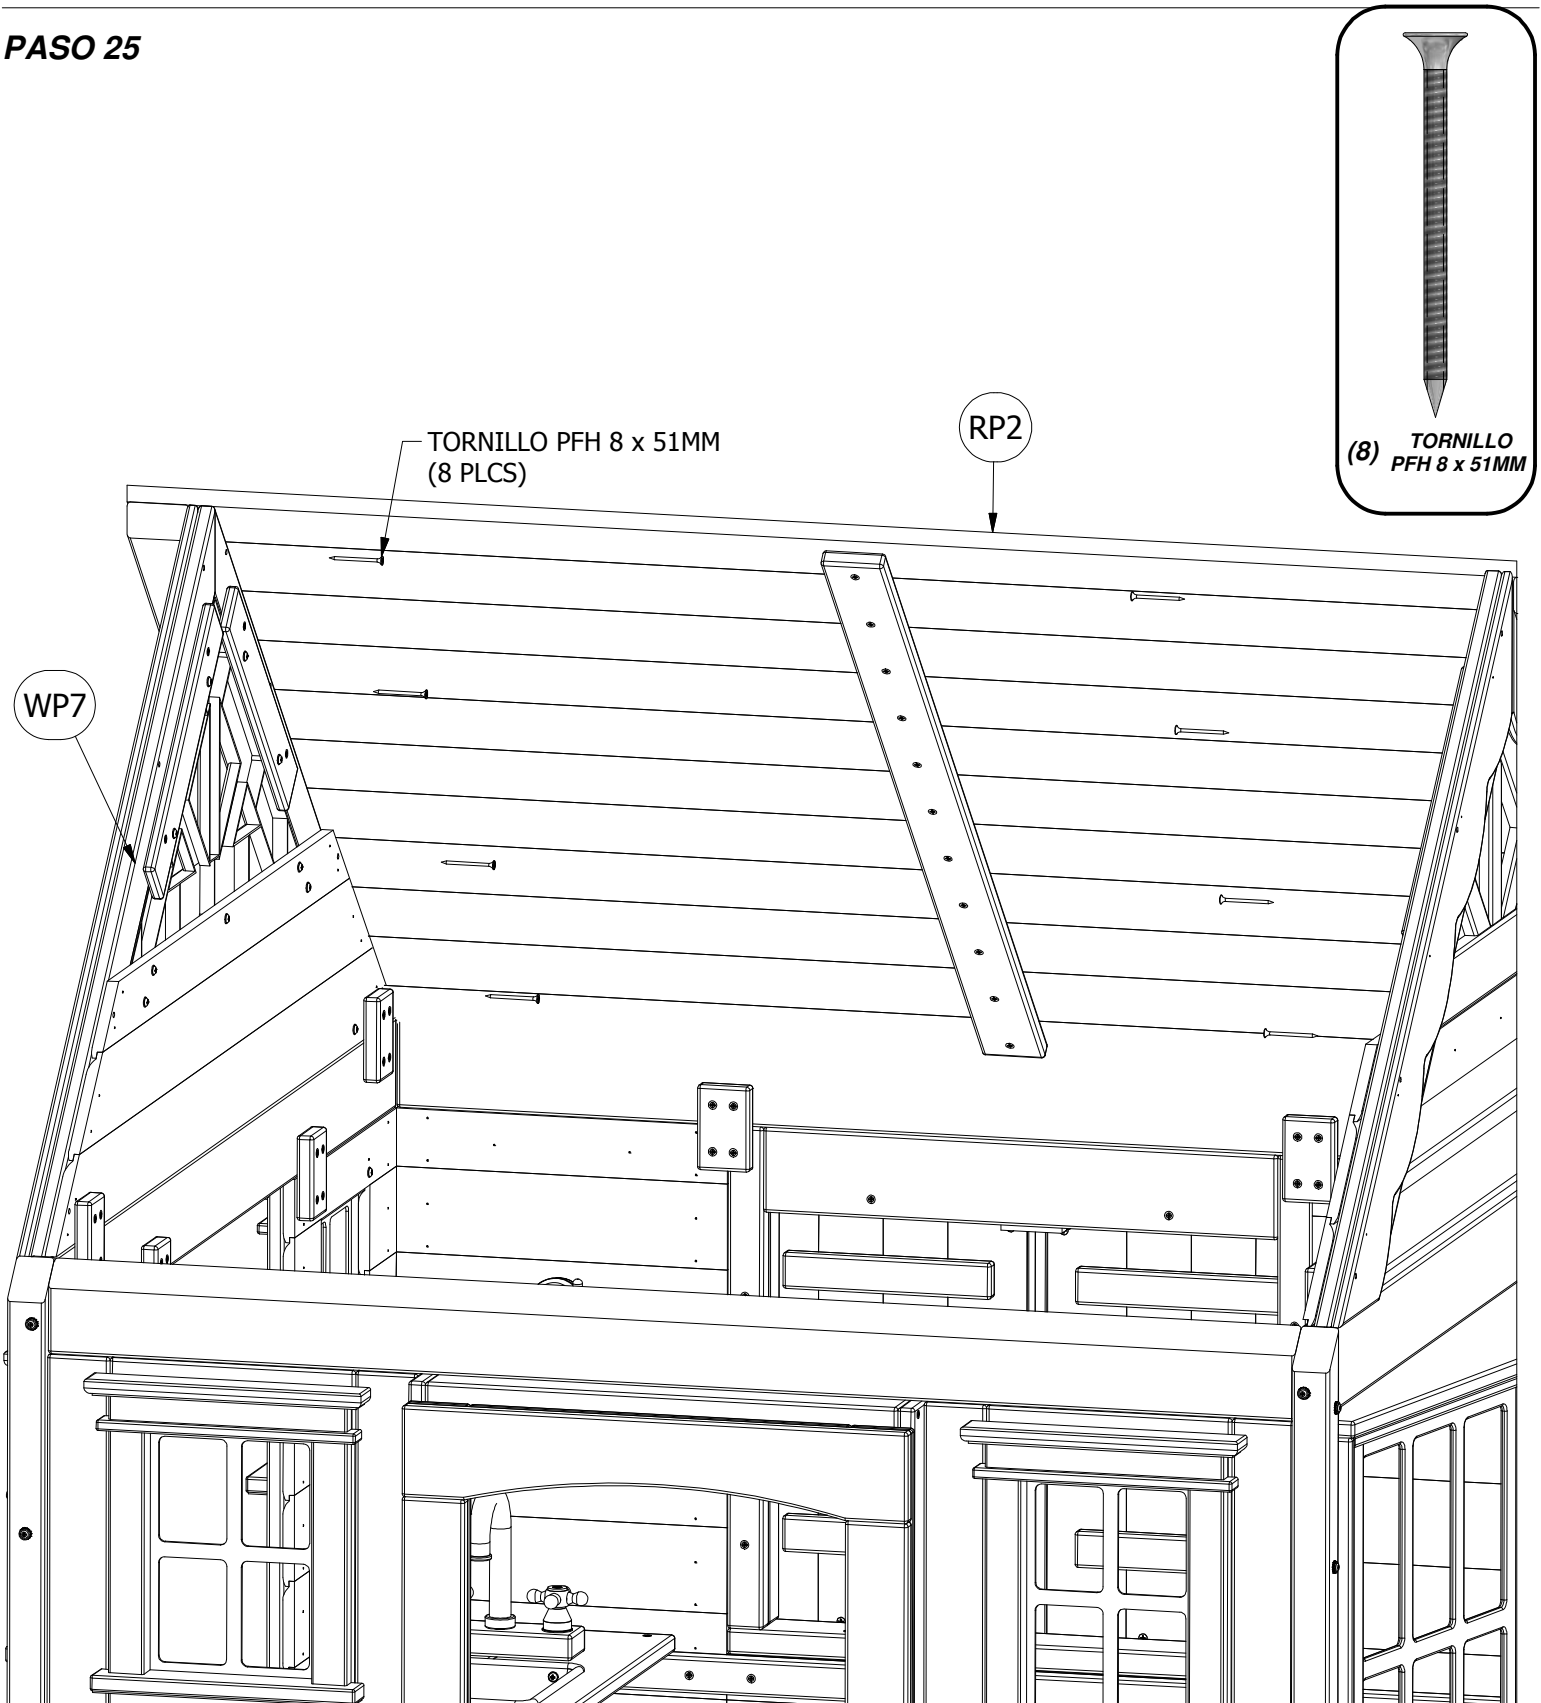 PASO 25
(8) TORNILLO
PFH 8 x 51MM
TORNILLO PFH 8 x 51MM
(8 PLCS)
RP2
WP7